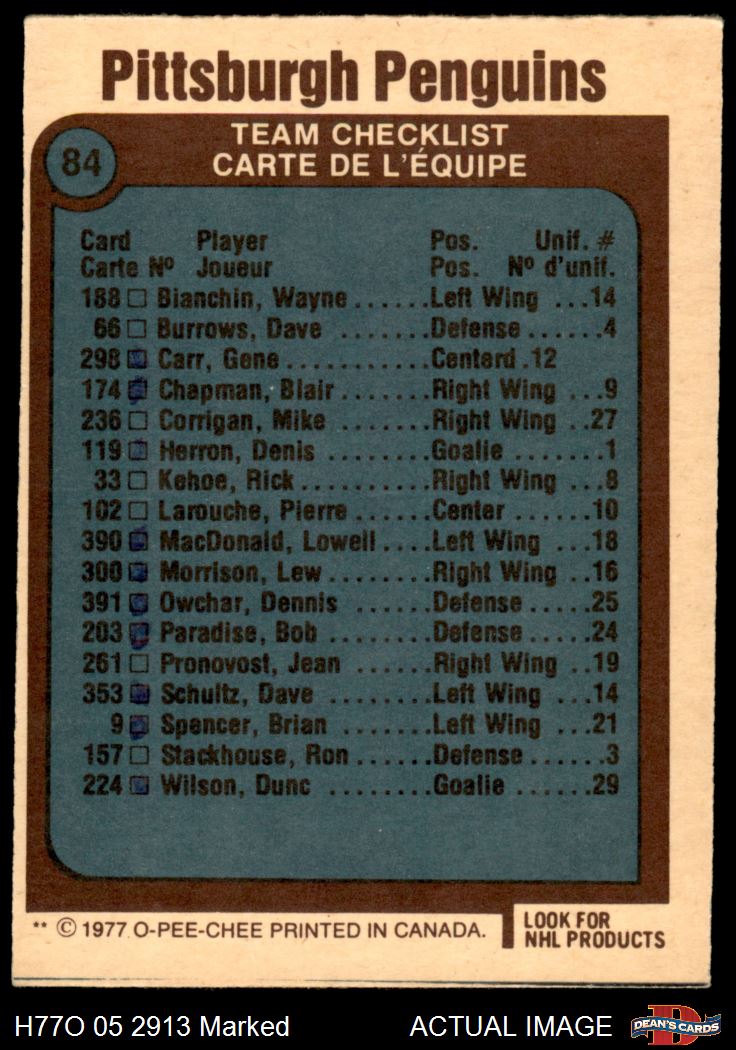 Pittsburgh Penguins
84
TEAM CHECKLIST
CARTE DE L'ÉQUIPE
Card Player Pos. Unif. #
Carte Nº Joueur Pos. Nº d'unif.
188 □ Bianchin, Wayne......Left Wing ...14
66 □ Burrows, Dave .......Defense......4
298 ■ Carr, Gene............Centerd.12
174 ■ Chapman, Blair.......Right Wing ...9
236 □ Corrigan, Mike .......Right Wing ..27
119 ■ Herron, Denis ........Goalie .......1
33 □ Kehoe, Rick..........Right Wing ...8
102 □ Larouche, Pierre......Center ......10
390 ■ MacDonald, Lowell....Left Wing ...18
300 ■ Morrison, Lew........Right Wing ..16
391 ■ Owchar, Dennis ......Defense.....25
203 ■ Paradise, Bob ........Defense.....24
261 □ Pronovost, Jean ......Right Wing ..19
353 ■ Schultz, Dave ........Left Wing ...14
9 ■ Spencer, Brian .......Left Wing ...21
157 □ Stackhouse, Ron......Defense......3
224 ■ Wilson, Dunc ........Goalie ......29
** © 1977 O-PEE-CHEE PRINTED IN CANADA.
LOOK FOR
NHL PRODUCTS
H77O 05 2913 Marked ACTUAL IMAGE
D
DEAN'S CARDS